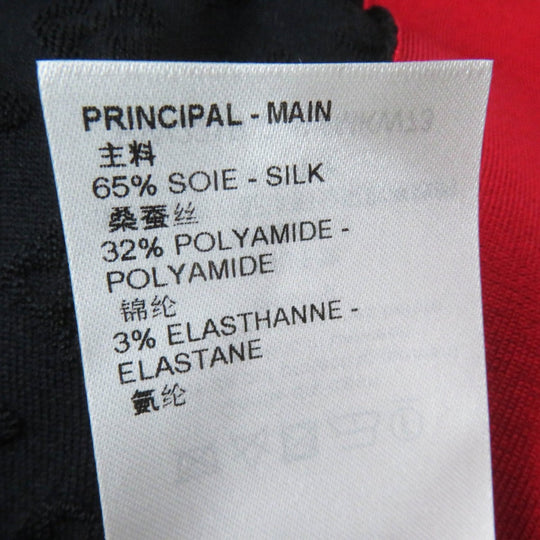 PRINCIPAL - MAIN
主料
65% SOIE - SILK
桑蚕丝
32% POLYAMIDE -
POLYAMIDE
锦纶
3% ELASTHANNE -
ELASTANE
氨纶